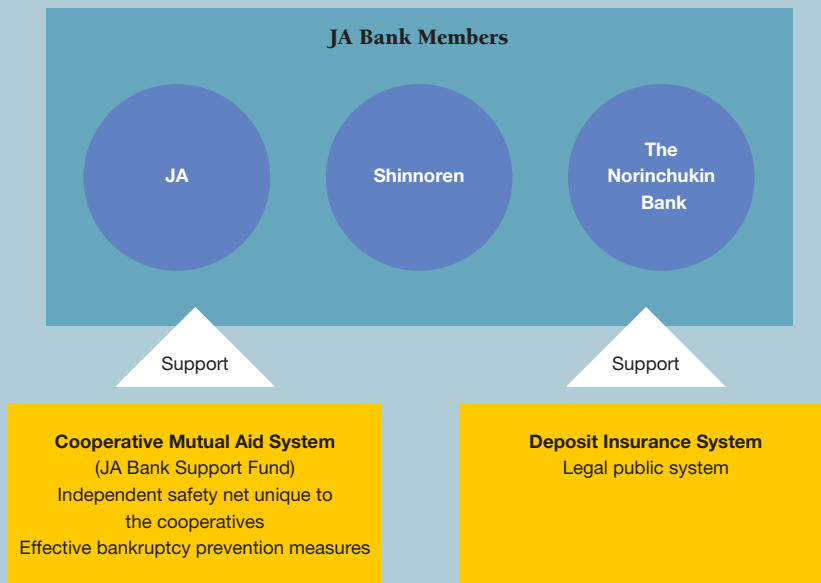 JA Bank Members
JA
Shinnoren
The
Norinchukin
Bank
Support
Support
Cooperative Mutual Aid System
(JA Bank Support Fund)
Independent safety net unique to
the cooperatives
Effective bankruptcy prevention measures
Deposit Insurance System
Legal public system